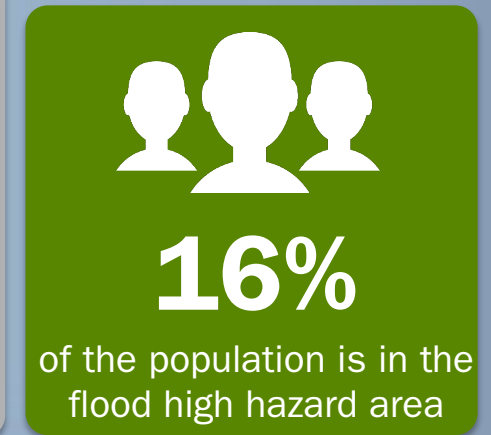 16%
of the population is in the
flood high hazard area